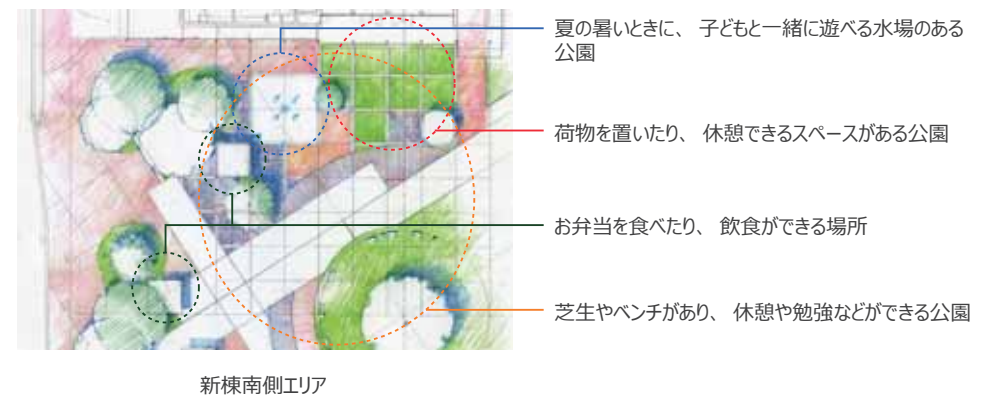 夏の暑いときに、 子どもと一緒に遊べる水場のある
公園
荷物を置いたり、 休憩できるスペースがある公園
お弁当を食べたり、 飲食ができる場所
芝生やベンチがあり、 休憩や勉強などができる公園
新棟南側エリア